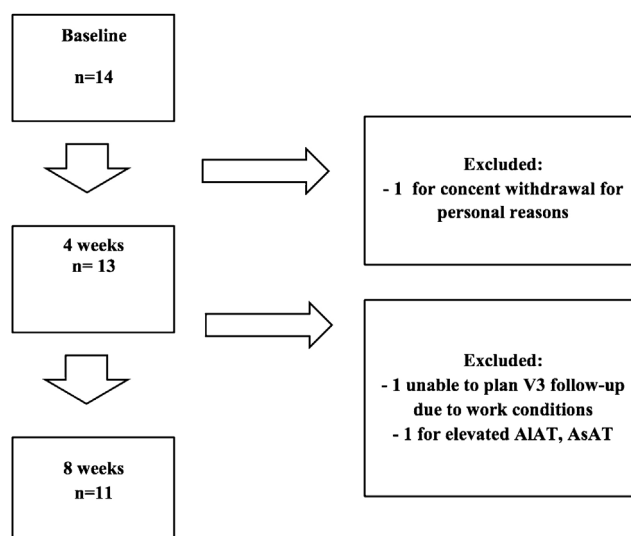 Baseline
n=14
Excluded:
- 1 for concent withdrawal for
personal reasons
4 weeks
n= 13
Excluded:
- 1 unable to plan V3 follow-up
due to work conditions
- 1 for elevated AlAT, AsAT
8 weeks
n=11